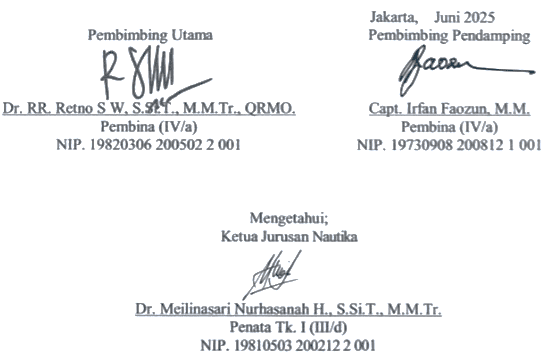 Jakarta, Juni 2025
Pembimbing Utama
Pembimbing Pendamping
Dr. RR. Retno S W, S.Si.T., M.M.Tr., QRMO.
Capt. Irfan Faozun, M.M.
Pembina (IV/a)
Pembina (IV/a)
NIP. 19820306 200502 2 001
NIP. 19730908 200812 1 001
Mengetahui;
Ketua Jurusan Nautika
Dr. Meilinasari Nurhasanah H., S.Si.T., M.M.Tr.
Penata Tk. I (III/d)
NIP. 19810503 200212 2 001